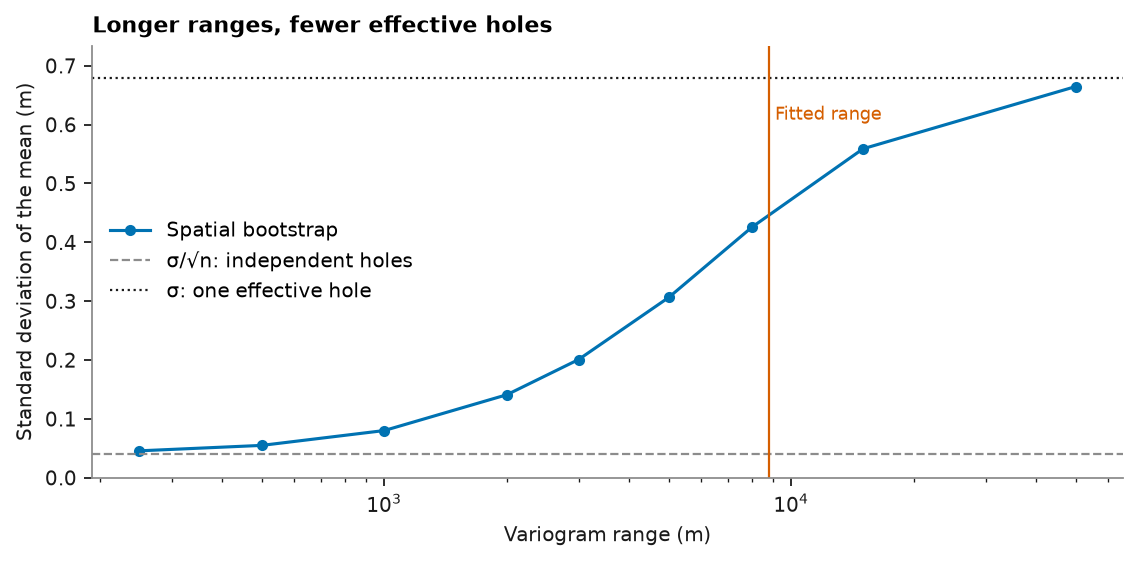 Longer ranges, fewer effective holes
Standard deviation of the mean (m)
0.7
0.6
0.5
0.4
0.3
0.2
0.1
0.0
Fitted range
Spatial bootstrap
σ/√n: independent holes
σ: one effective hole
10³
10⁴
Variogram range (m)